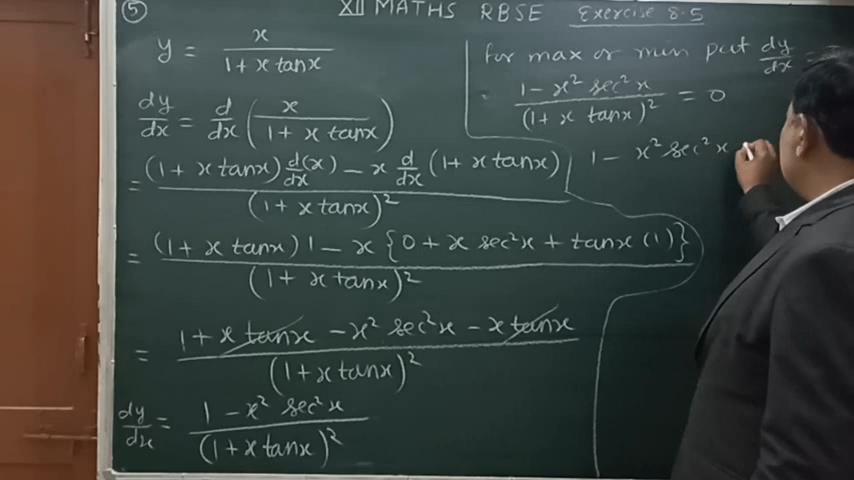 ⑤ XII MATHS RBSE Exercise 8.5
y = x / (1 + x tanx)
dy/dx = d/dx (x / (1 + x tanx))
= ((1 + x tanx) d/dx (x) − x d/dx (1 + x tanx)) / (1 + x tanx)²
= ((1 + x tanx) 1 − x {0 + x sec²x + tanx (1)}) / (1 + x tanx)²
= (1 + x tanx − x² sec²x − x tanx) / (1 + x tanx)²
dy/dx = (1 − x² sec²x) / (1 + x tanx)²
for max or min put dy/dx =
(1 − x² sec²x) / (1 + x tanx)² = 0
1 − x² sec²x